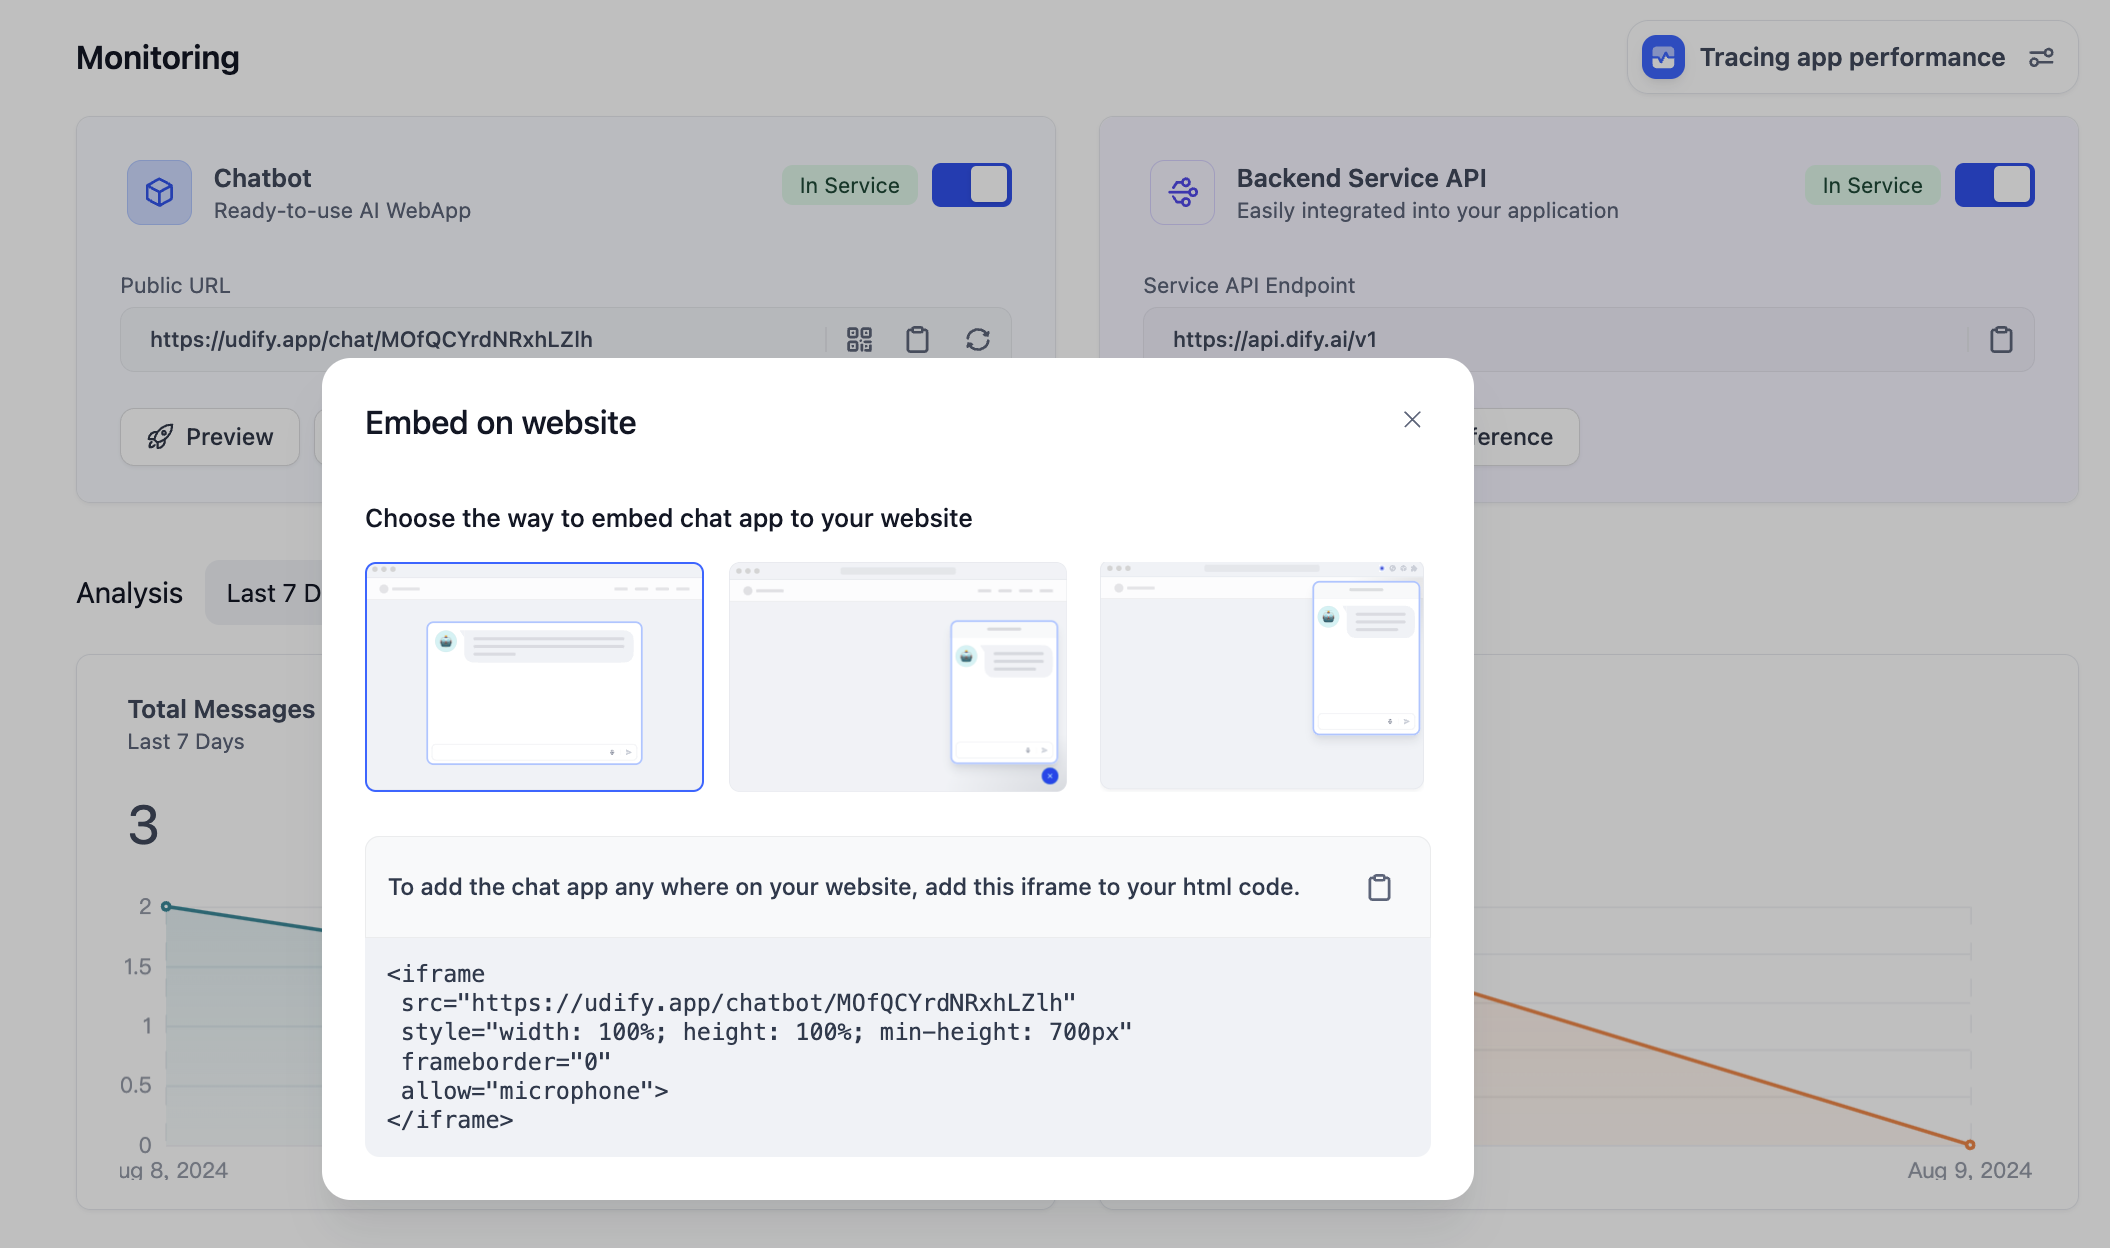 Monitoring
Tracing app performance
Chatbot
Ready-to-use AI WebApp
In Service
Backend Service API
Easily integrated into your application
In Service
Public URL
https://udify.app/chat/MOfQCYrdNRxhLZlh
Service API Endpoint
https://api.dify.ai/v1
Preview
Embed on website
Choose the way to embed chat app to your website
Analysis
Last 7 D
Total Messages
Last 7 Days
3
To add the chat app any where on your website, add this iframe to your html code.
<iframe
src="https://udify.app/chatbot/MOfQCYrdNRxhLZlh"
style="width: 100%; height: 100%; min-height: 700px"
frameborder="0"
allow="microphone">
</iframe>
2
1.5
1
0.5
0
ug 8, 2024
Aug 9, 2024